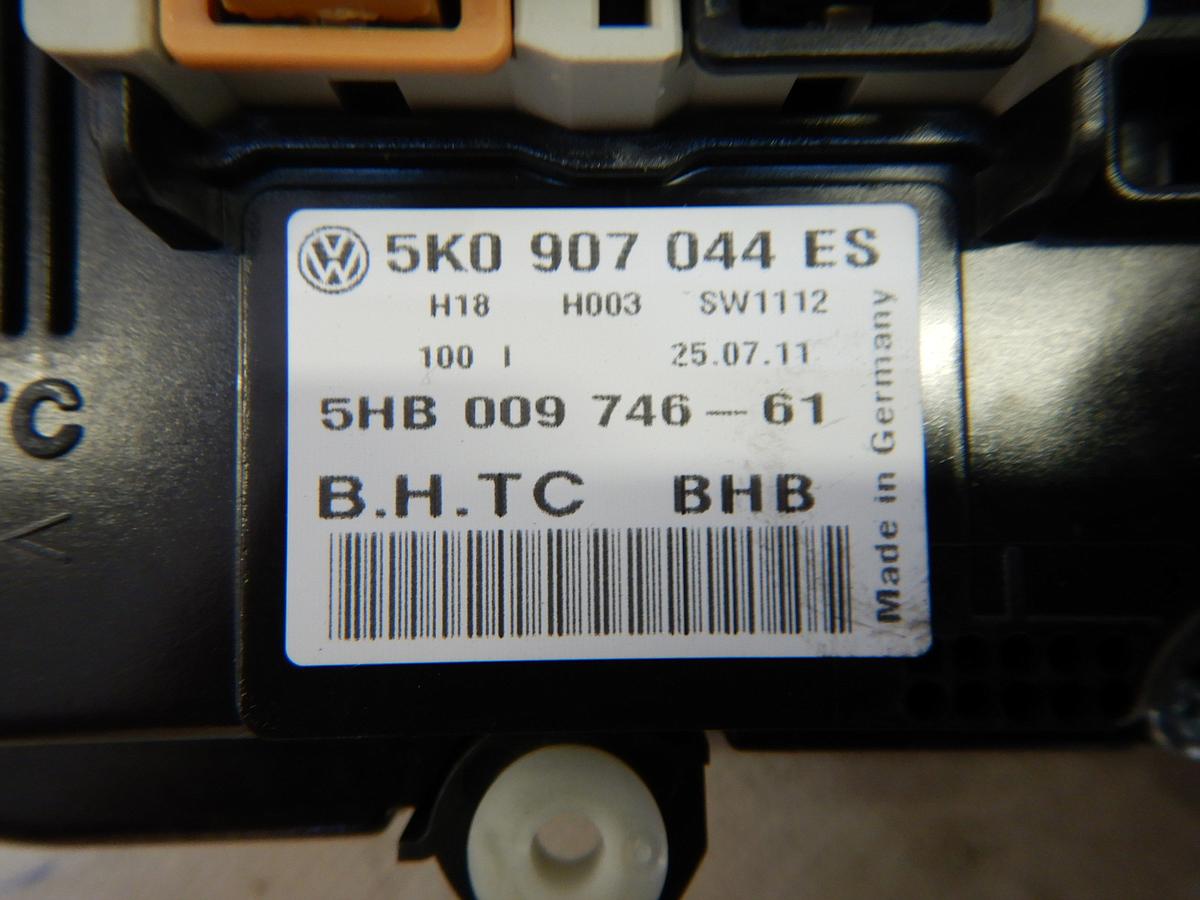 5K0 907 044 ES
H18 H003 SW1112
100 I 25.07.11
5HB 009 746 — 61
B.H.TC BHB
Made in Germany
TC